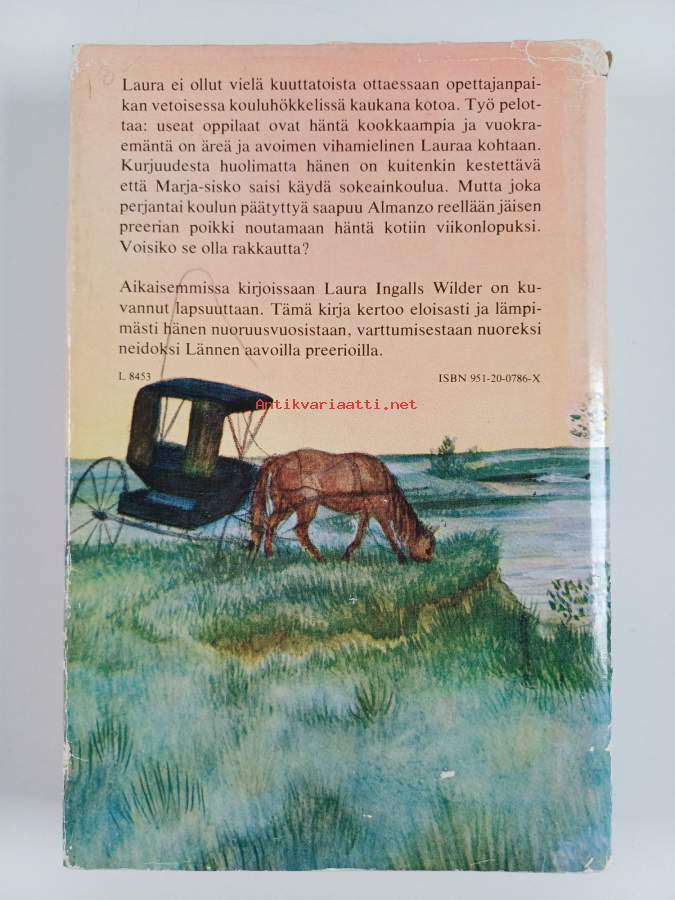 Laura ei ollut vielä kuuttatoista ottaessaan opettajanpai-
kan vetoisessa kouluhökkelissä kaukana kotoa. Työ pelot-
taa: useat oppilaat ovat häntä kookkaampia ja vuokra-
emäntä on äreä ja avoimen vihamielinen Lauraa kohtaan.
Kurjuudesta huolimatta hänen on kuitenkin kestettävä
että Marja-sisko saisi käydä sokeainkoulua. Mutta joka
perjantai koulun päätyttyä saapuu Almanzo reellään jäisen
preerian poikki noutamaan häntä kotiin viikonlopuksi.
Voisiko se olla rakkautta?
Aikaisemmissa kirjoissaan Laura Ingalls Wilder on ku-
vannut lapsuuttaan. Tämä kirja kertoo eloisasti ja lämpi-
mästi hänen nuoruusvuosistaan, varttumisestaan nuoreksi
neidoksi Lännen aavoilla preerioilla.
L 8453 ISBN 951-20-0786-X
Antikvariaatti.net